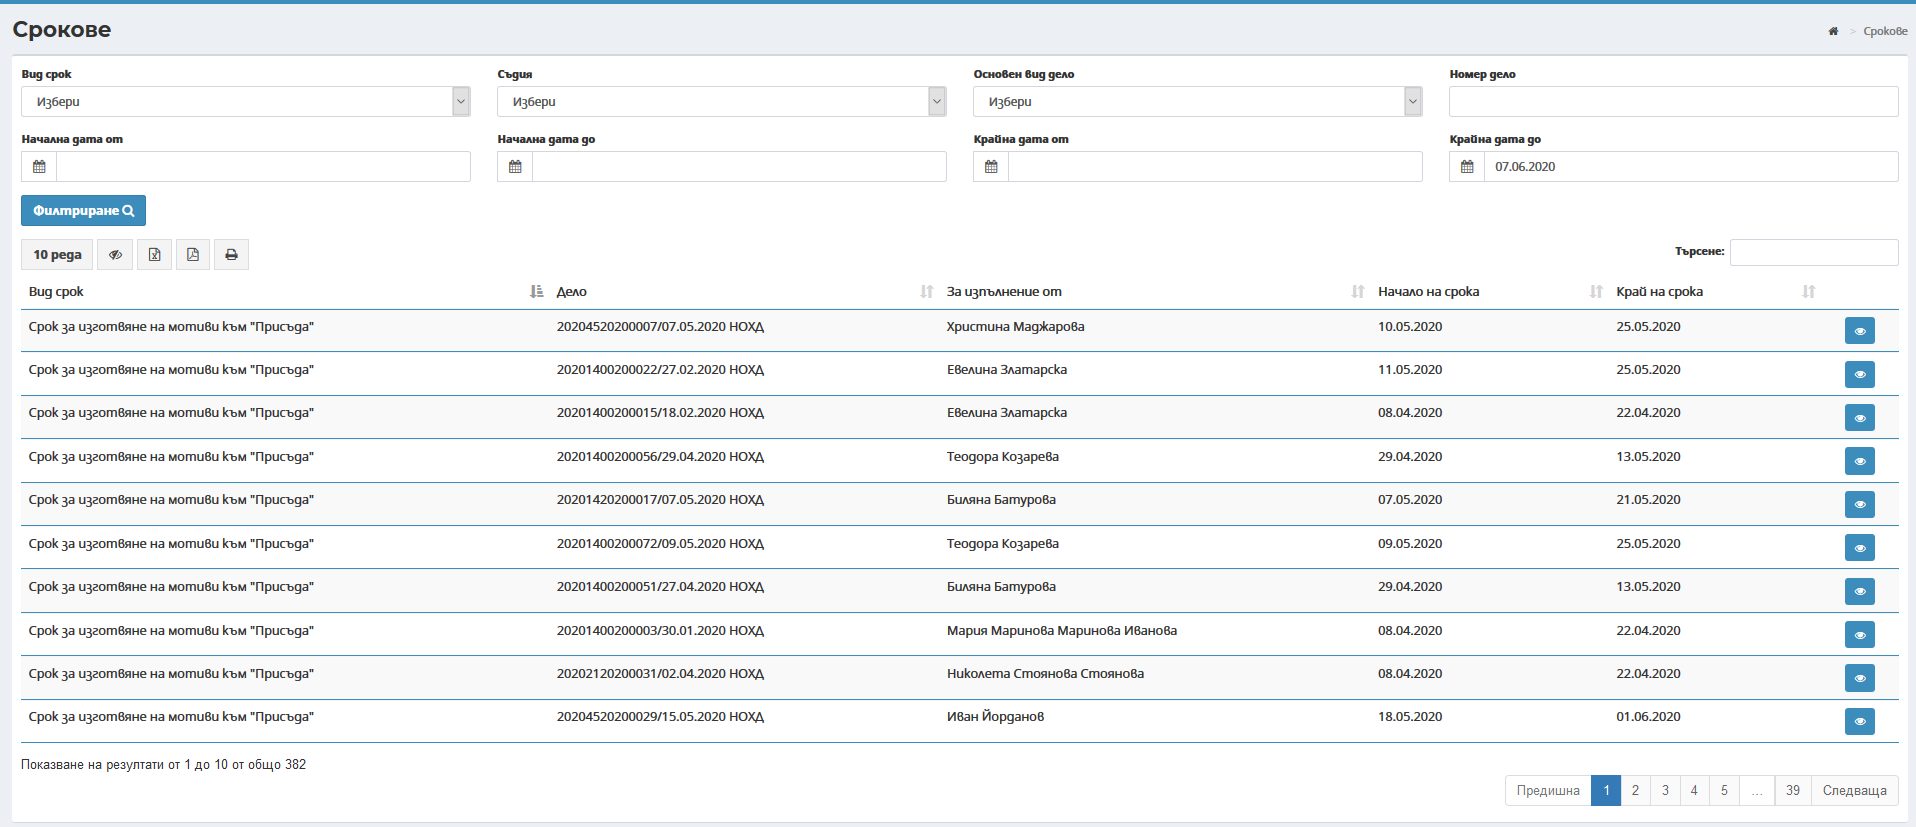 Срокове
> Срокове
Вид срок Съдия Основен вид дело Номер дело
Избери Избери Избери
Начална дата от Начална дата до Крайна дата от Крайна дата до
07.06.2020
Филтриране
10 реда Търсене:
Вид срок Дело За изпълнение от Начало на срока Край на срока
Срок за изготвяне на мотиви към "Присъда" 20204520200007/07.05.2020 НОХД Христина Маджарова 10.05.2020 25.05.2020
Срок за изготвяне на мотиви към "Присъда" 20201400200022/27.02.2020 НОХД Евелина Златарска 11.05.2020 25.05.2020
Срок за изготвяне на мотиви към "Присъда" 20201400200015/18.02.2020 НОХД Евелина Златарска 08.04.2020 22.04.2020
Срок за изготвяне на мотиви към "Присъда" 20201400200056/29.04.2020 НОХД Теодора Козарева 29.04.2020 13.05.2020
Срок за изготвяне на мотиви към "Присъда" 20201420200017/07.05.2020 НОХД Биляна Батурова 07.05.2020 21.05.2020
Срок за изготвяне на мотиви към "Присъда" 20201400200072/09.05.2020 НОХД Теодора Козарева 09.05.2020 25.05.2020
Срок за изготвяне на мотиви към "Присъда" 20201400200051/27.04.2020 НОХД Биляна Батурова 29.04.2020 13.05.2020
Срок за изготвяне на мотиви към "Присъда" 20201400200003/30.01.2020 НОХД Мария Маринова Маринова Иванова 08.04.2020 22.04.2020
Срок за изготвяне на мотиви към "Присъда" 20202120200031/02.04.2020 НОХД Николета Стоянова Стоянова 08.04.2020 22.04.2020
Срок за изготвяне на мотиви към "Присъда" 20204520200029/15.05.2020 НОХД Иван Йорданов 18.05.2020 01.06.2020
Показване на резултати от 1 до 10 от общо 382
Предишна 1 2 3 4 5 ... 39 Следваща